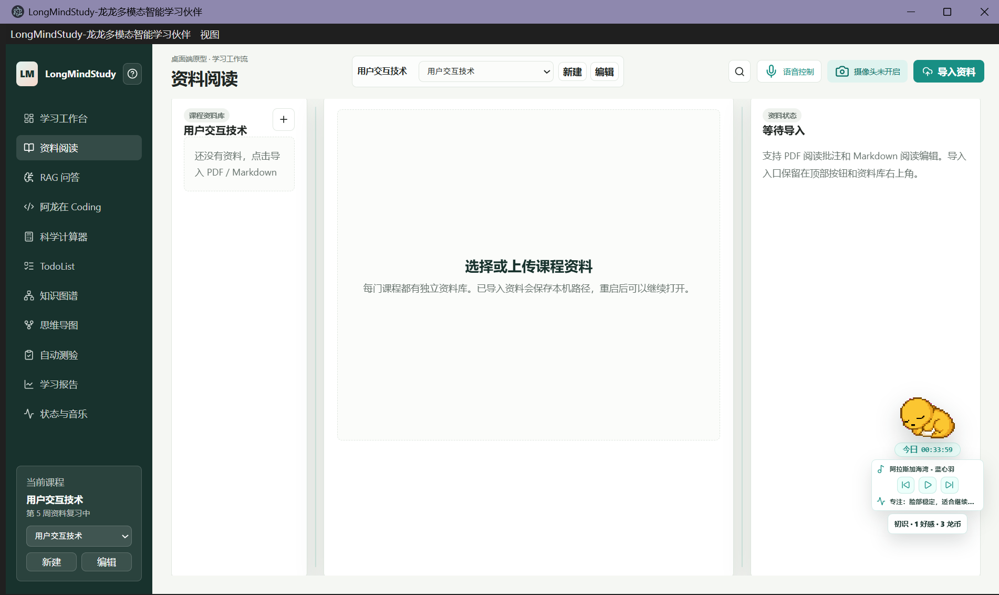 LongMindStudy-龙龙多模态智能学习伙伴
LongMindStudy-龙龙多模态智能学习伙伴 视图
LM LongMindStudy
学习工作台
资料阅读
RAG 问答
阿龙在 Coding
科学计算器
TodoList
知识图谱
思维导图
自动测验
学习报告
状态与音乐
当前课程
用户交互技术
第 5 周资料复习中
用户交互技术
新建 编辑
桌面端原型 · 学习工作流
资料阅读
用户交互技术 用户交互技术 新建 编辑
语音控制 摄像头未开启 导入资料
课程资料库
用户交互技术
还没有资料，点击导
入 PDF / Markdown
选择或上传课程资料
每门课程都有独立资料库。已导入资料会保存本机路径，重启后可以继续打开。
资料状态
等待导入
支持 PDF 阅读批注和 Markdown 阅读编辑。导入
入口保留在顶部按钮和资料库右上角。
今日 00:33:59
阿拉斯加海湾 - 蓝心羽
专注：脸部稳定，适合继续...
初识 · 1 好感 · 3 龙币